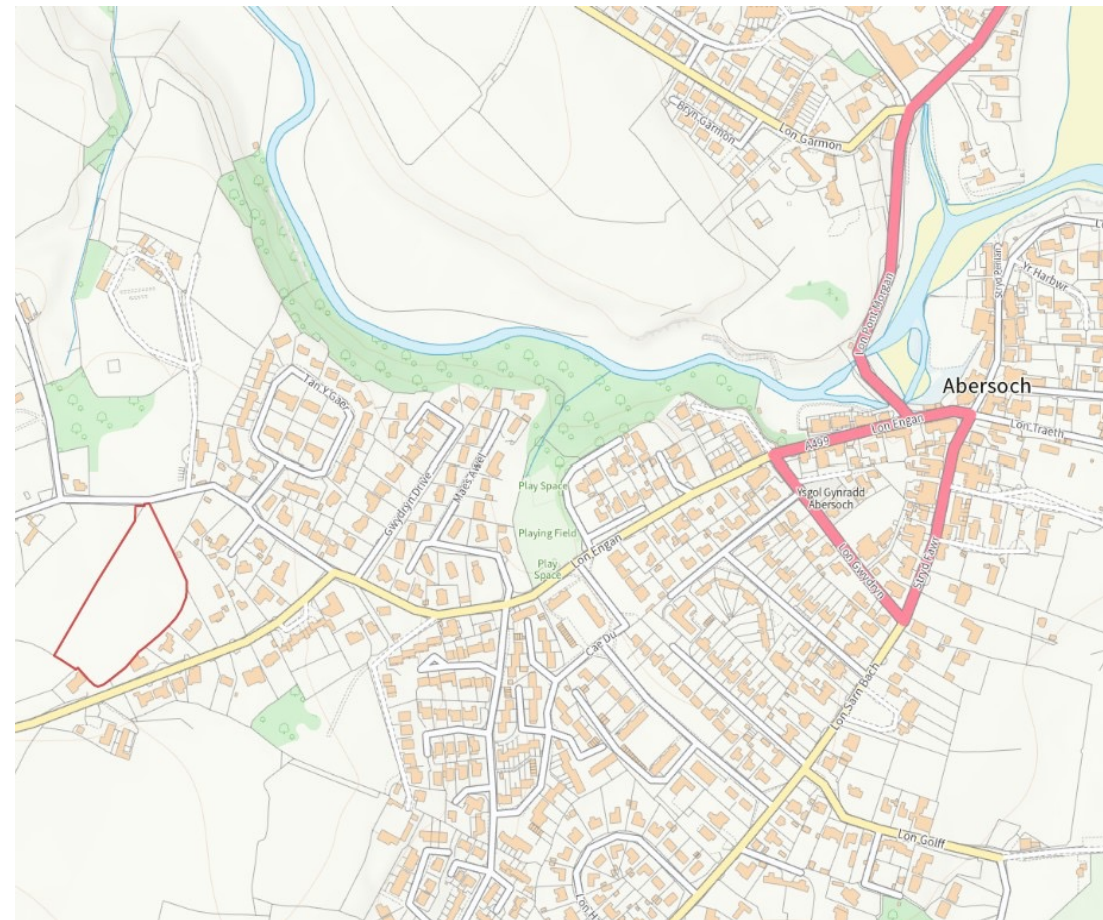 Bryn Garmon
Lon Garmon
Stryd Penlan
Yr Harbwr
Lon Pont Morgan
Abersoch
Tan Y Gaer
Lon Engan
A499
Lon Traeth
Gwydryn Drive
Maes Awel
Play Space
Ysgol Gynradd
Abersoch
Playing Field
Lon Engan
Play
Space
Lon Gwydryn
Stryd Fawr
Cae Du
Lon Sarn Bach
Lon Golff